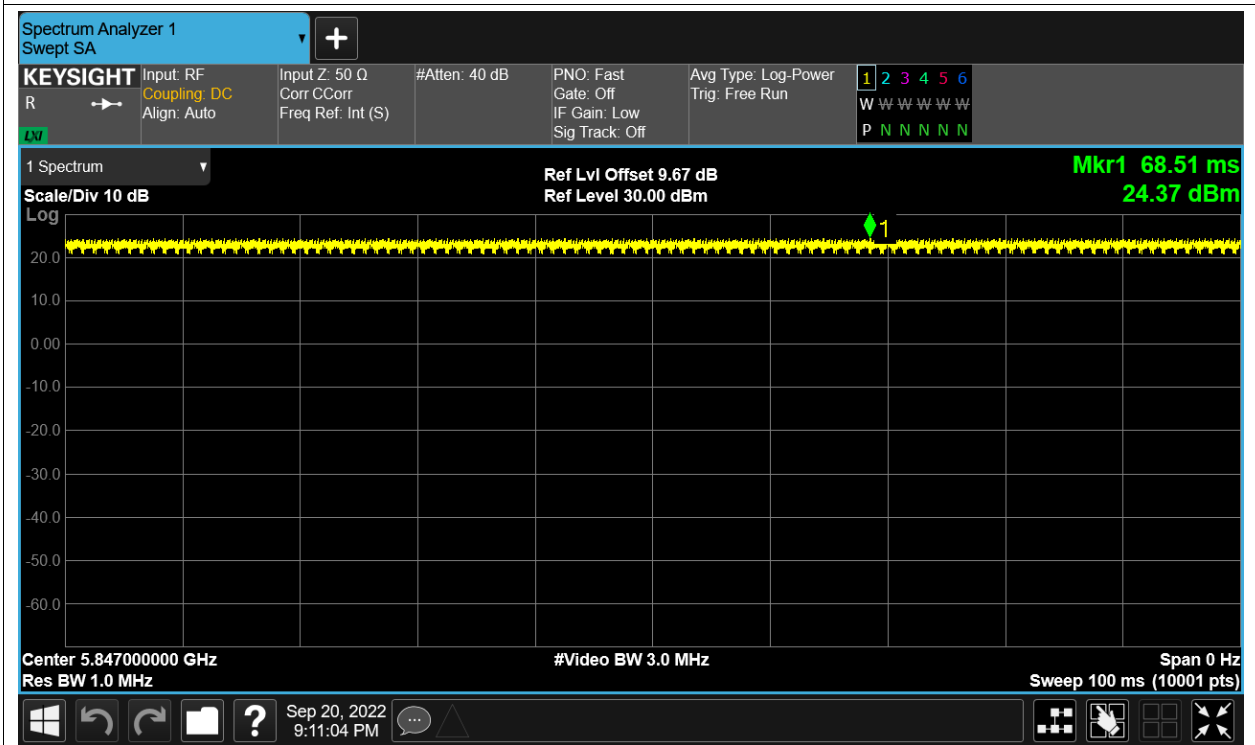 Spectrum Analyzer 1
Swept SA
KEYSIGHT
R
LXI
Input: RF
Coupling: DC
Align: Auto
Input Z: 50 Ω
Corr CCorr
Freq Ref: Int (S)
#Atten: 40 dB
PNO: Fast
Gate: Off
IF Gain: Low
Sig Track: Off
Avg Type: Log-Power
Trig: Free Run
1 2 3 4 5 6
W W W W W W
P N N N N N
1 Spectrum
Scale/Div 10 dB
Log
Ref Lvl Offset 9.67 dB
Ref Level 30.00 dBm
Mkr1 68.51 ms
24.37 dBm
1
20.0
10.0
0.00
-10.0
-20.0
-30.0
-40.0
-50.0
-60.0
Center 5.847000000 GHz
#Video BW 3.0 MHz
Span 0 Hz
Res BW 1.0 MHz
Sweep 100 ms (10001 pts)
?
Sep 20, 2022
9:11:04 PM